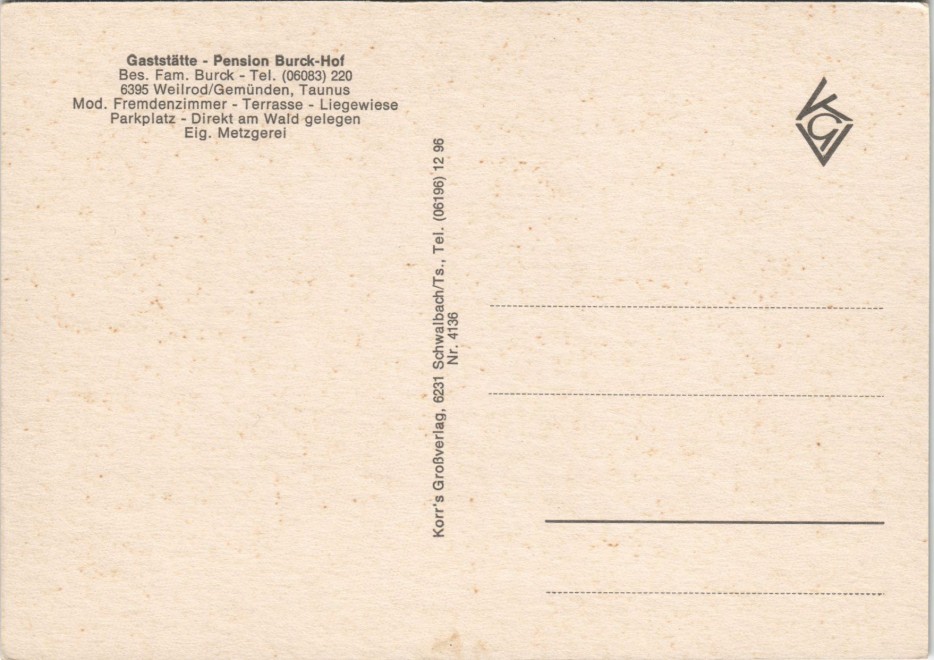 Gaststätte - Pension Burck-Hof
Bes. Fam. Burck - Tel. (06083) 220
6395 Weilrod/Gemünden, Taunus
Mod. Fremdenzimmer - Terrasse - Liegewiese
Parkplatz - Direkt am Wald gelegen
Eig. Metzgerei
Korr's Großverlag, 6231 Schwalbach/Ts., Tel. (06196) 12 96
Nr. 4136
KGV